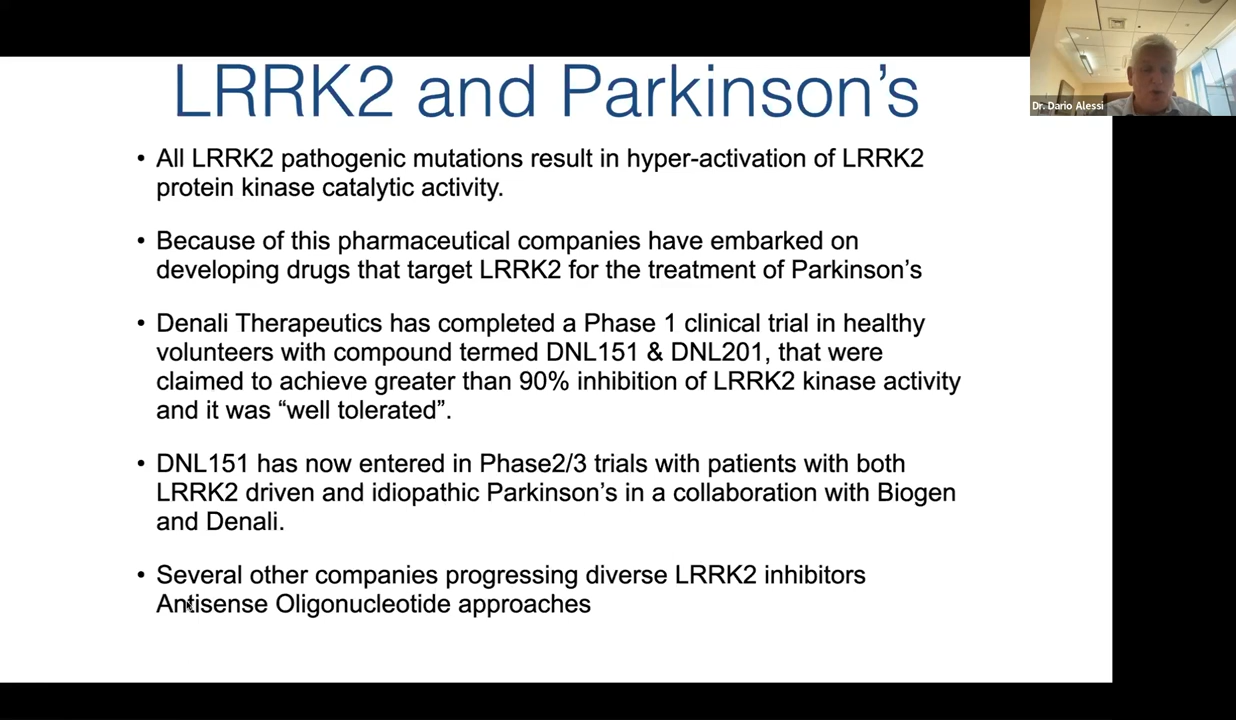 LRRK2 and Parkinson's
Dr. Dario Alessi
• All LRRK2 pathogenic mutations result in hyper-activation of LRRK2
protein kinase catalytic activity.
• Because of this pharmaceutical companies have embarked on
developing drugs that target LRRK2 for the treatment of Parkinson's
• Denali Therapeutics has completed a Phase 1 clinical trial in healthy
volunteers with compound termed DNL151 & DNL201, that were
claimed to achieve greater than 90% inhibition of LRRK2 kinase activity
and it was “well tolerated”.
• DNL151 has now entered in Phase2/3 trials with patients with both
LRRK2 driven and idiopathic Parkinson's in a collaboration with Biogen
and Denali.
• Several other companies progressing diverse LRRK2 inhibitors
Antisense Oligonucleotide approaches